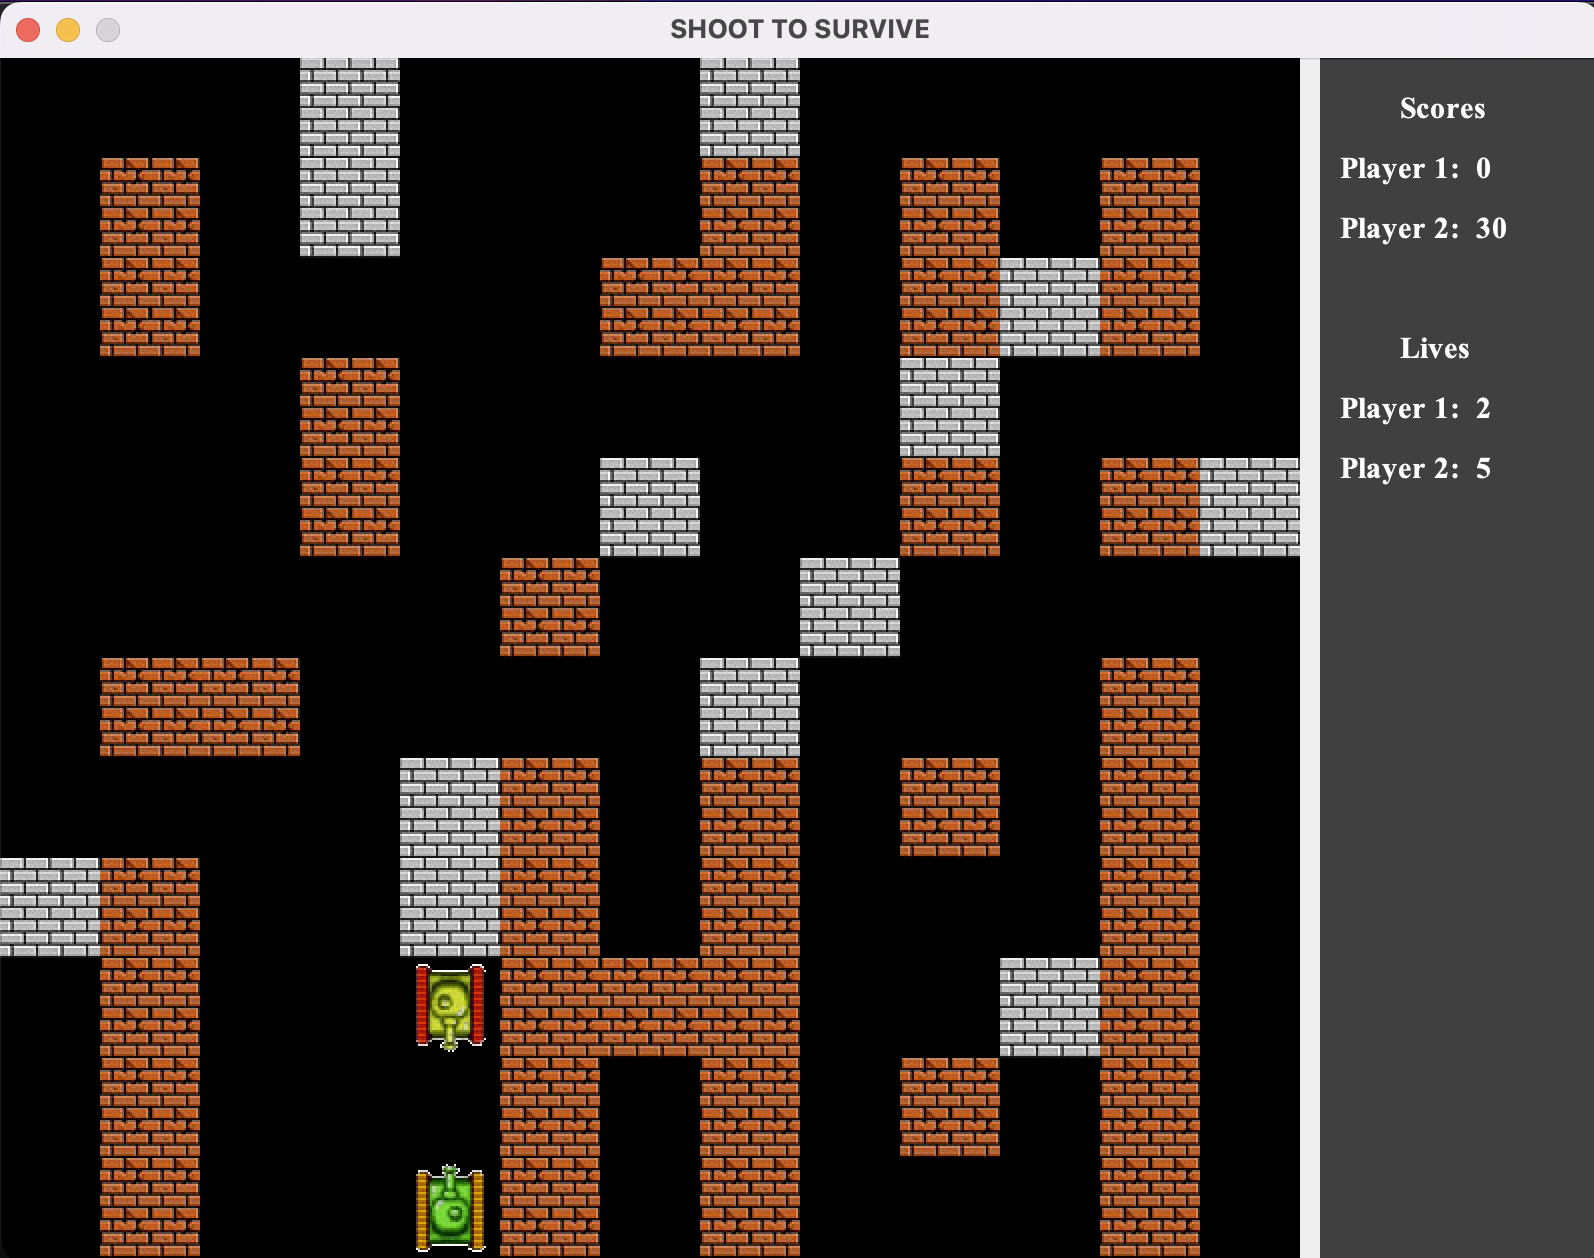 SHOOT TO SURVIVE
Scores
Player 1: 0
Player 2: 30
Lives
Player 1: 2
Player 2: 5